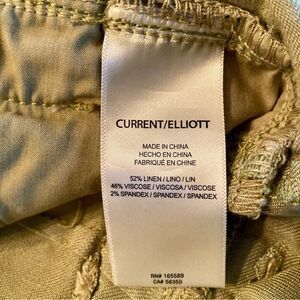 CURRENT/ELLIOTT
MADE IN CHINA
HECHO EN CHINA
FABRIQUÉ EN CHINE
52% LINEN / LINO / LIN
46% VISCOSE / VISCOSA / VISCOSE
2% SPANDEX / SPANDEX / SPANDEX
RN# 165589
CA# 58350